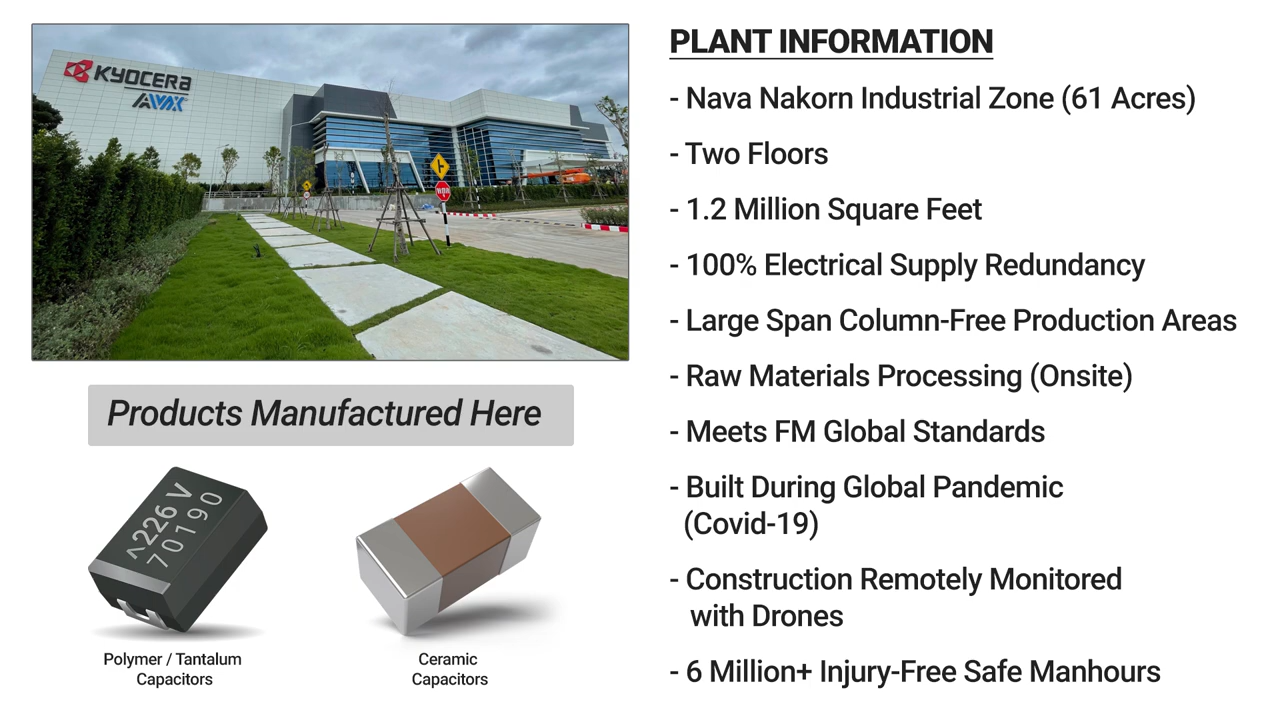 KYOCERA
AVX
หยุด
Products Manufactured Here
^226 V
70190
Polymer / Tantalum
Capacitors
Ceramic
Capacitors
PLANT INFORMATION
- Nava Nakorn Industrial Zone (61 Acres)
- Two Floors
- 1.2 Million Square Feet
- 100% Electrical Supply Redundancy
- Large Span Column-Free Production Areas
- Raw Materials Processing (Onsite)
- Meets FM Global Standards
- Built During Global Pandemic
(Covid-19)
- Construction Remotely Monitored
with Drones
- 6 Million+ Injury-Free Safe Manhours